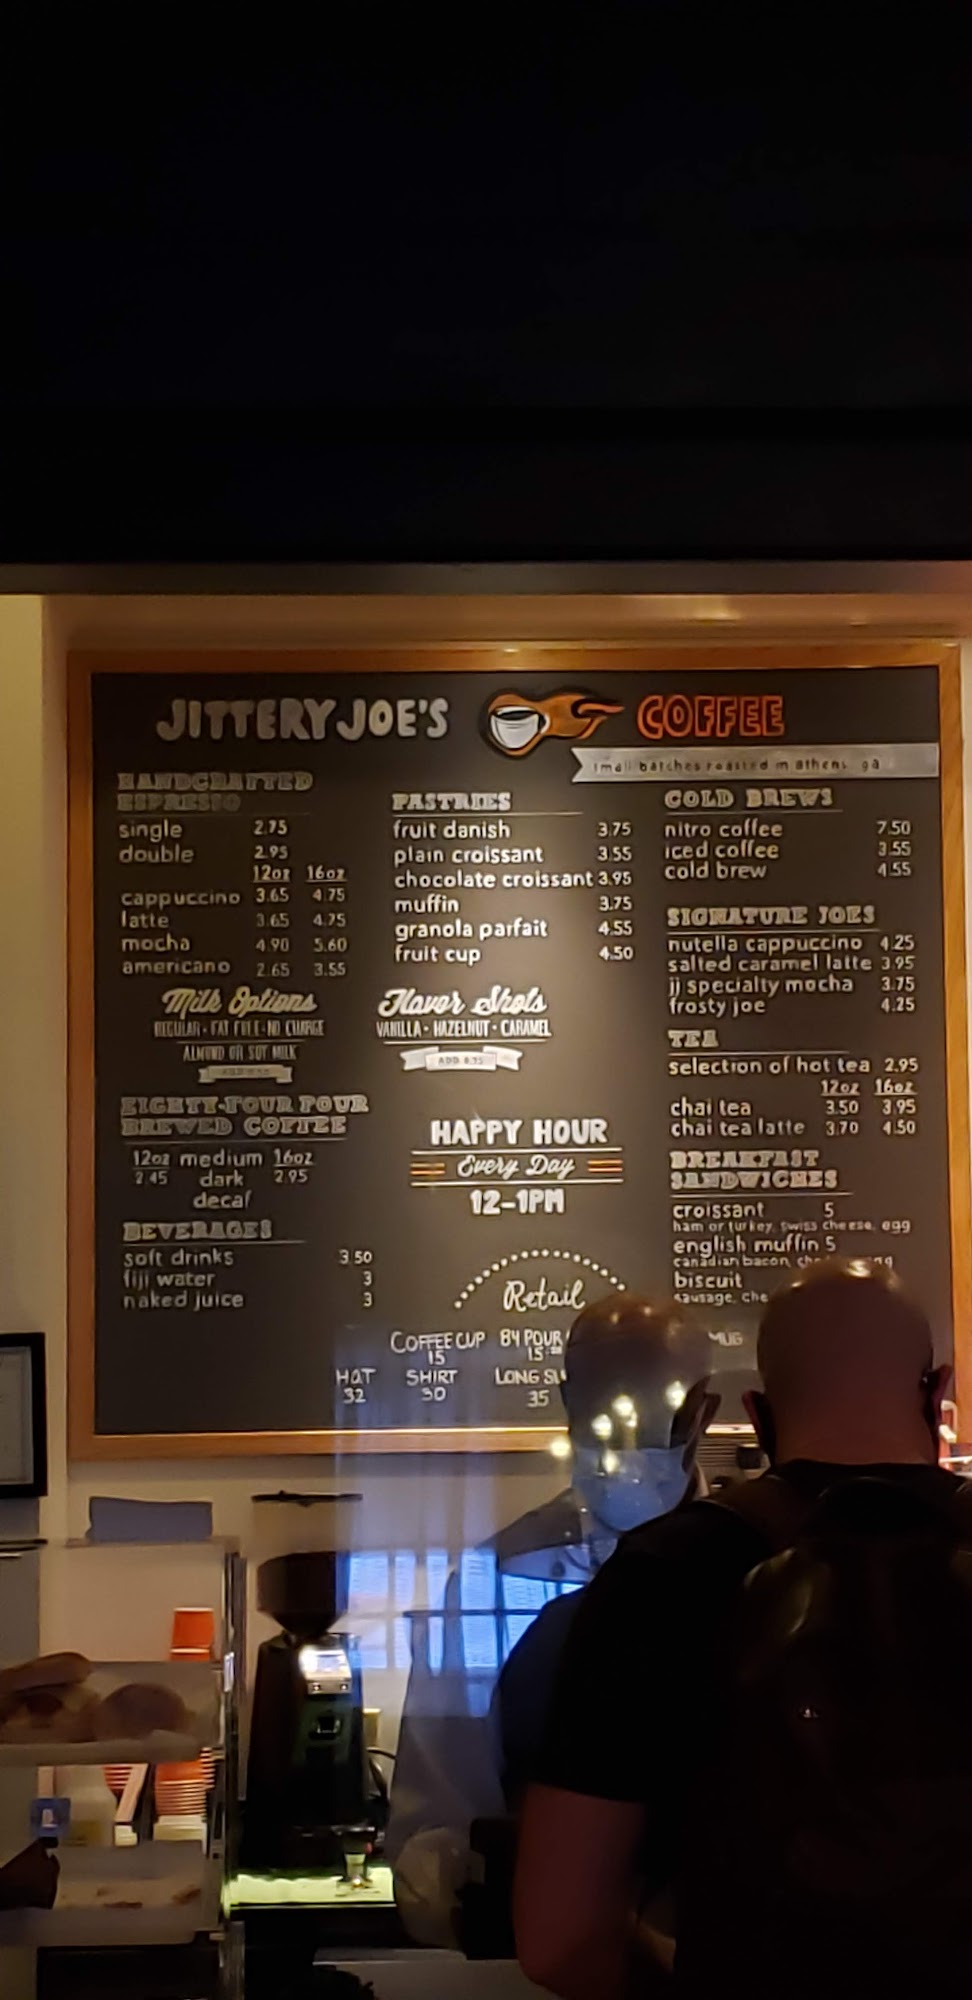 JITTERY JOE'S COFFEE
small batches roasted in athens, ga
HANDCRAFTED
ESPRESSO
single 2.75
double 2.95
12oz 16oz
cappuccino 3.65 4.75
latte 3.65 4.75
mocha 4.90 5.60
americano 2.65 3.55
Milk Options
REGULAR · FAT FREE · NO CHARGE
ALMOND OR SOY MILK
EIGHTY-FOUR POUR
BREWED COFFEE
12oz medium 16oz
2.45 dark 2.95
decaf
BEVERAGES
soft drinks 3.50
fiji water 3
naked juice 3
PASTRIES
fruit danish 3.75
plain croissant 3.55
chocolate croissant 3.95
muffin 3.75
granola parfait 4.55
fruit cup 4.50
Flavor Shots
VANILLA · HAZELNUT · CARAMEL
ADD
HAPPY HOUR
Every Day
12-1PM
Retail
COFFEE CUP 84 POUR MUG
15 15
HAT SHIRT LONG
32 30 35
COLD BREWS
nitro coffee 7.50
iced coffee 3.55
cold brew 4.55
SIGNATURE JOES
nutella cappuccino 4.25
salted caramel latte 3.95
jj specialty mocha 3.75
frosty joe 4.25
TEA
selection of hot tea 2.95
12oz 16oz
chai tea 3.50 3.95
chai tea latte 3.70 4.50
BREAKFAST
SANDWICHES
croissant 5
ham or turkey, swiss cheese, egg
english muffin 5
canadian bacon,
biscuit
sausage,